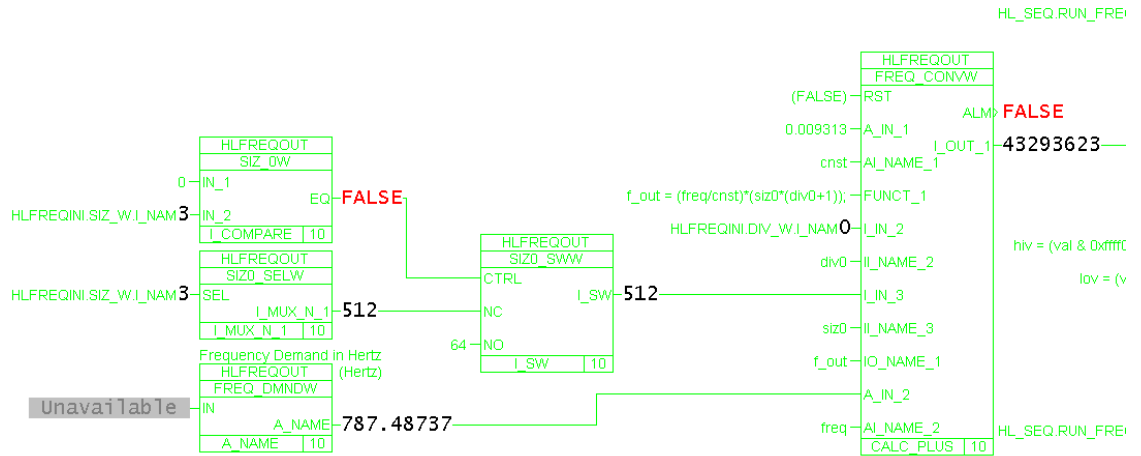 HL_SEQ.RUN_FREQ
HLFREQOUT
FREQ_CONVW
(FALSE) RST
ALM FALSE
0.009313 A_IN_1
I_OUT_1 43293623
cnst AI_NAME_1
f_out = (freq/cnst)*(siz0*(div0+1)); FUNCT_1
HLFREQINI.DIV_W.I_NAM 0 I_IN_2
div0 II_NAME_2
I_IN_3
siz0 II_NAME_3
f_out IO_NAME_1
A_IN_2
freq AI_NAME_2
CALC_PLUS 10
HLFREQOUT
SIZ_0W
0 IN_1
EQ FALSE
HLFREQINI.SIZ_W.I_NAM 3 IN_2
I_COMPARE 10
HLFREQOUT
SIZ0_SELW
HLFREQINI.SIZ_W.I_NAM 3 SEL
I_MUX_N_1 512
I_MUX_N_1 10
HLFREQOUT
SIZ0_SWW
CTRL
I_SW 512
NC
64 NO
I_SW 10
Frequency Demand in Hertz
(Hertz)
HLFREQOUT
FREQ_DMNDW
Unavailable IN
A_NAME 787.48737
A_NAME 10
hiv = (val & 0xffff0
lov = (v
HL_SEQ.RUN_FREQ